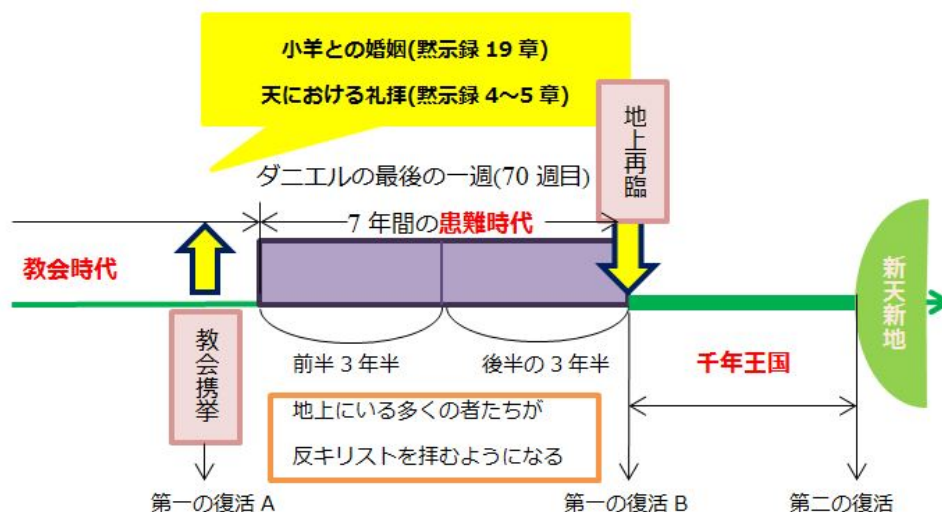 小羊との婚姻(黙示録 19 章)
天における礼拝(黙示録 4～5 章)
地上再臨
ダニエルの最後の一週(70 週目)
7 年間の患難時代
教会時代
新天新地
教会携挙
前半 3 年半
後半の 3 年半
千年王国
地上にいる多くの者たちが
反キリストを拝むようになる
第一の復活 A
第一の復活 B
第二の復活